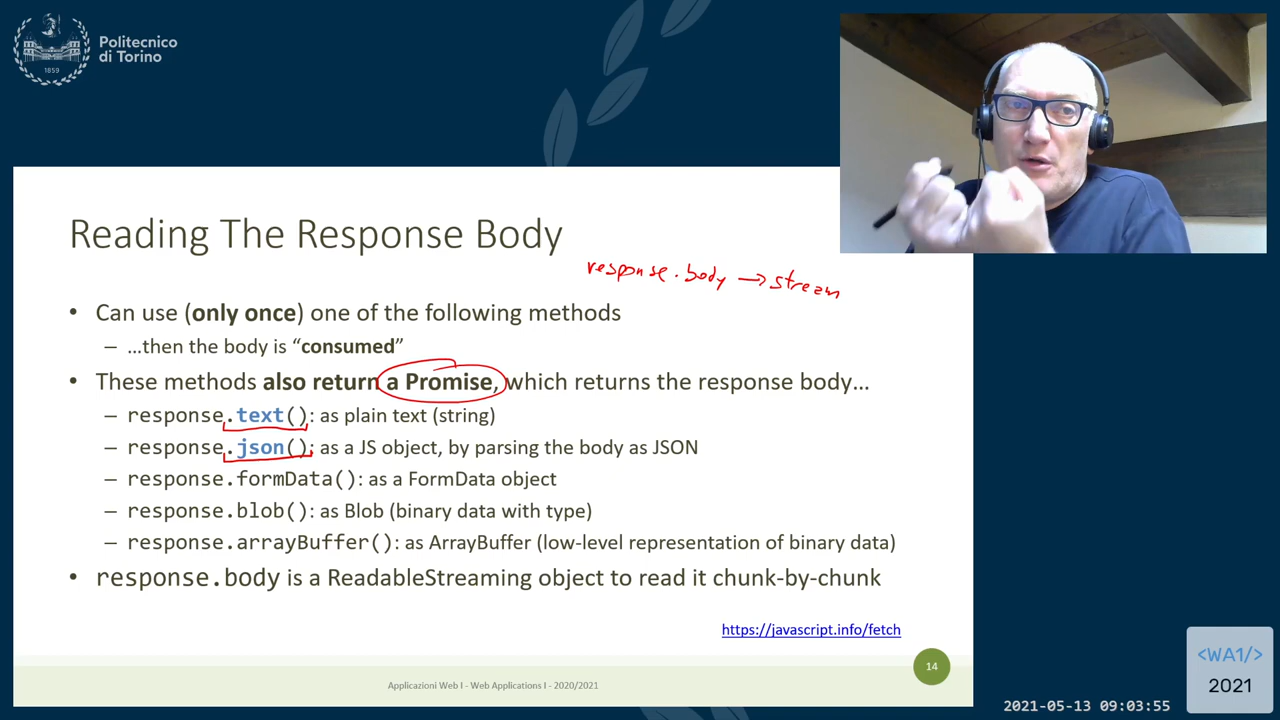 Politecnico
di Torino
1859
Reading The Response Body
response.body → stream
• Can use (only once) one of the following methods
– …then the body is “consumed”
• These methods also return a Promise, which returns the response body…
– response.text(): as plain text (string)
– response.json(): as a JS object, by parsing the body as JSON
– response.formData(): as a FormData object
– response.blob(): as Blob (binary data with type)
– response.arrayBuffer(): as ArrayBuffer (low-level representation of binary data)
• response.body is a ReadableStreaming object to read it chunk-by-chunk
https://javascript.info/fetch
14
Applicazioni Web I - Web Applications I - 2020/2021
<WA1/>
2021
2021-05-13 09:03:55